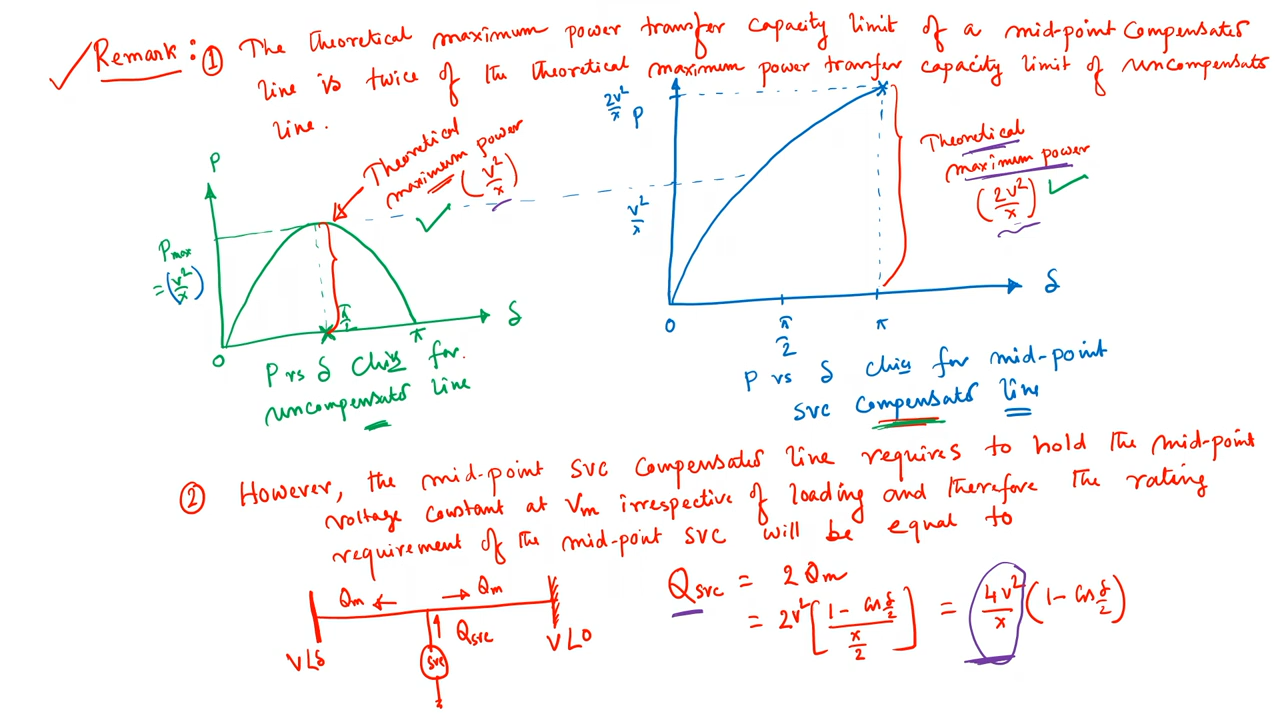 ✓ Remark: ① The theoretical maximum power transfer capacity limit of a mid-point compensated
line is twice of the theoretical maximum power transfer capacity limit of uncompensated
line.
P
Pmax
= (V²/x)
0
π/2
π
δ
Theoretical
maximum power
(V²/x)
✓
P vs δ Chics for
uncompensated line
2V²/x
P
V²/x
0
π/2
π
δ
Theoretical
maximum power
(2V²/x) ✓
P vs δ Chics for mid-point
SVC compensated line
② However, the mid-point SVC compensated line requires to hold the mid-point
voltage constant at Vm irrespective of loading and therefore the rating
requirement of the mid-point SVC will be equal to
Qm ← → Qm
Qsvc
SVC
V∠δ
V∠0
Qsvc = 2Qm
= 2V² [(1 - cos δ/2)/(x/2)] = 4V²/x (1 - cos δ/2)